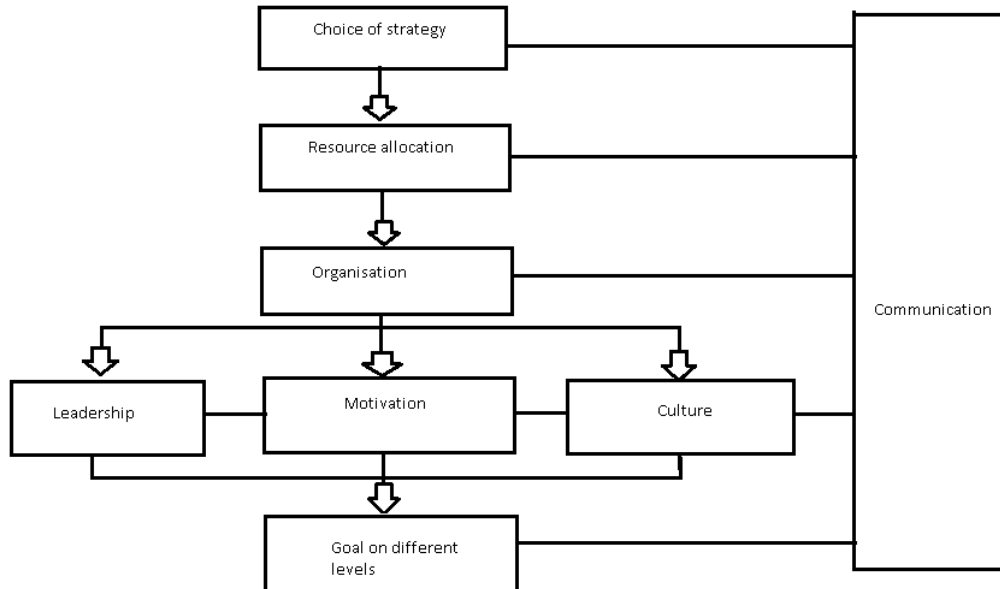 Choice of strategy
Resource allocation
Organisation
Communication
Leadership
Motivation
Culture
Goal on different
levels